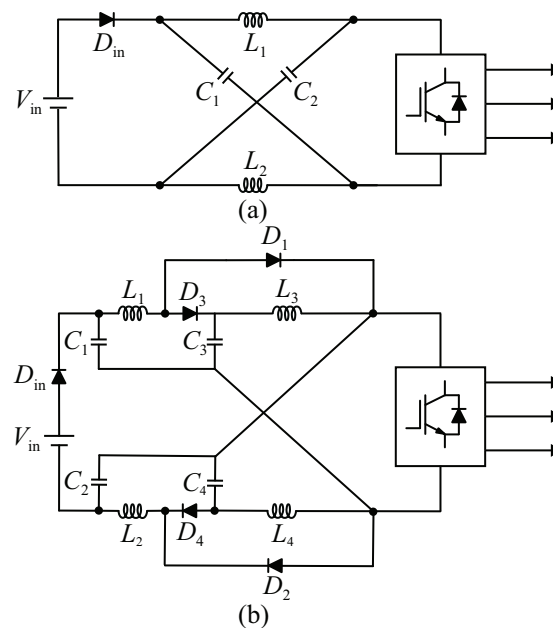 (a)
D_in
L_1
V_in
C_1
C_2
L_2
(a)
D_1
L_1
D_3
L_3
C_1
C_3
D_in
V_in
C_2
C_4
L_2
D_4
L_4
D_2
(b)